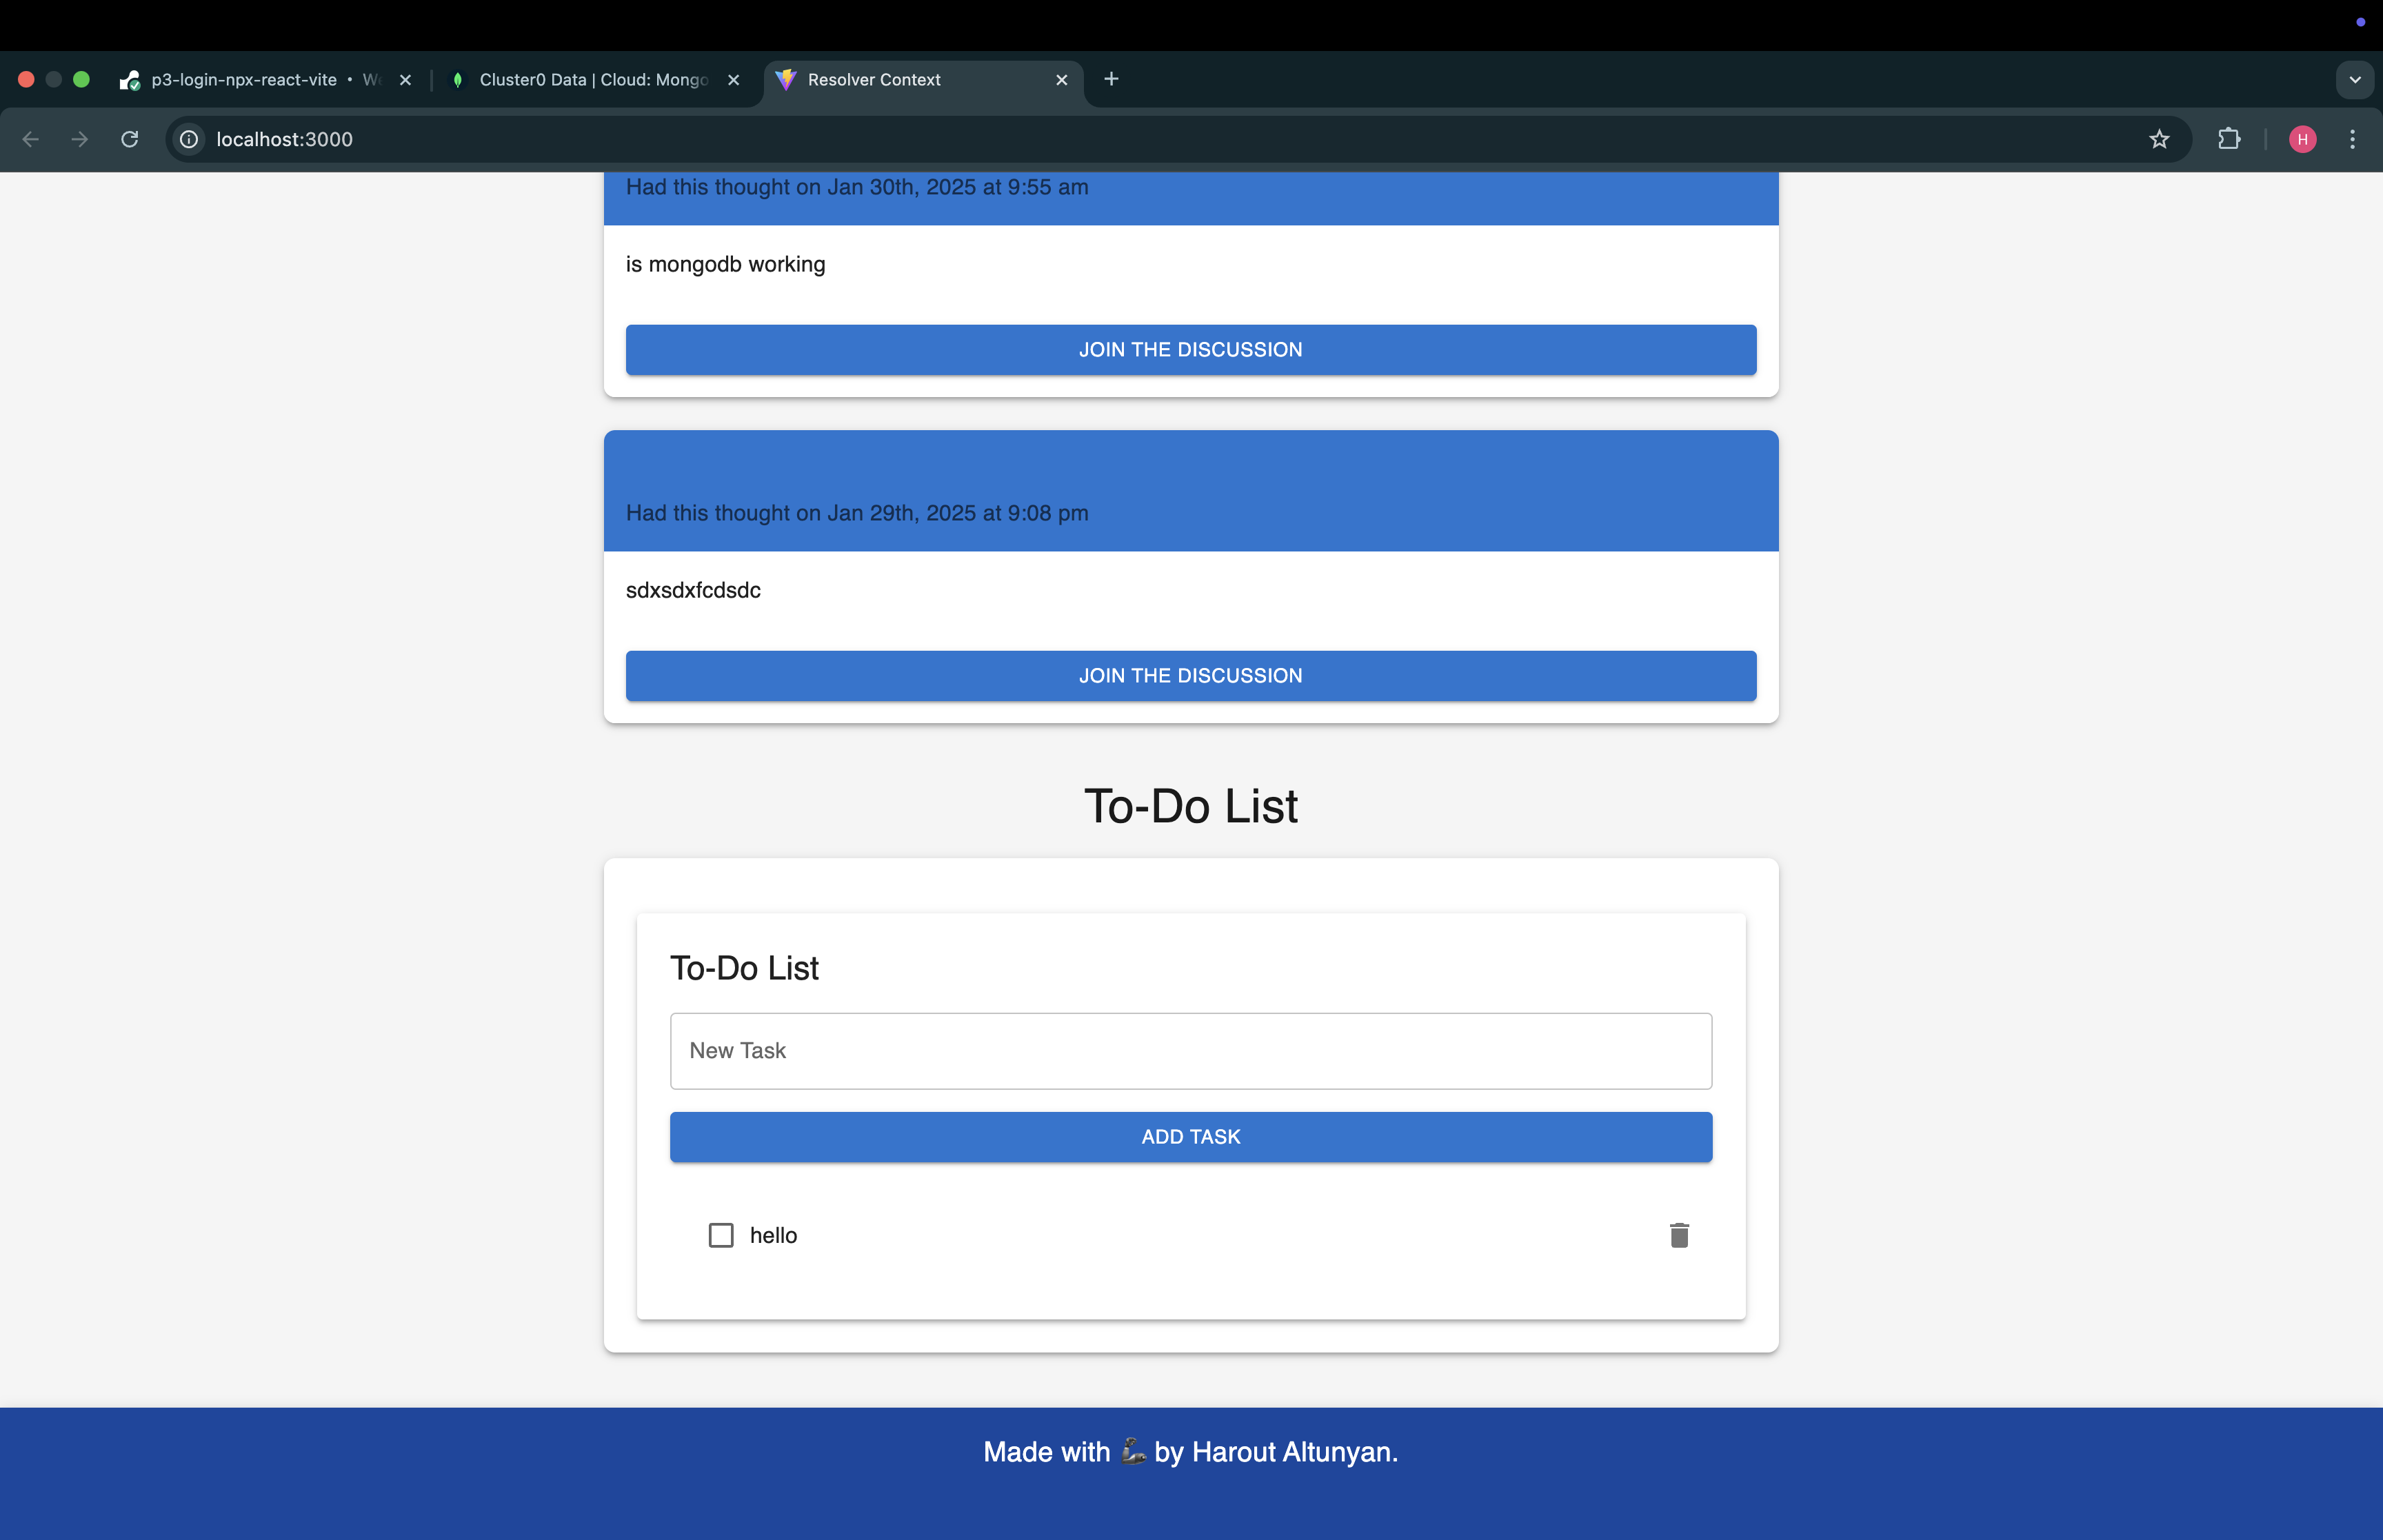 p3-login-npx-react-vite • W
Cluster0 Data | Cloud: Mongo
Resolver Context
localhost:3000
H
Had this thought on Jan 30th, 2025 at 9:55 am
is mongodb working
JOIN THE DISCUSSION
Had this thought on Jan 29th, 2025 at 9:08 pm
sdxsdxfcdsdc
JOIN THE DISCUSSION
To-Do List
To-Do List
New Task
ADD TASK
hello
Made with 🦾 by Harout Altunyan.